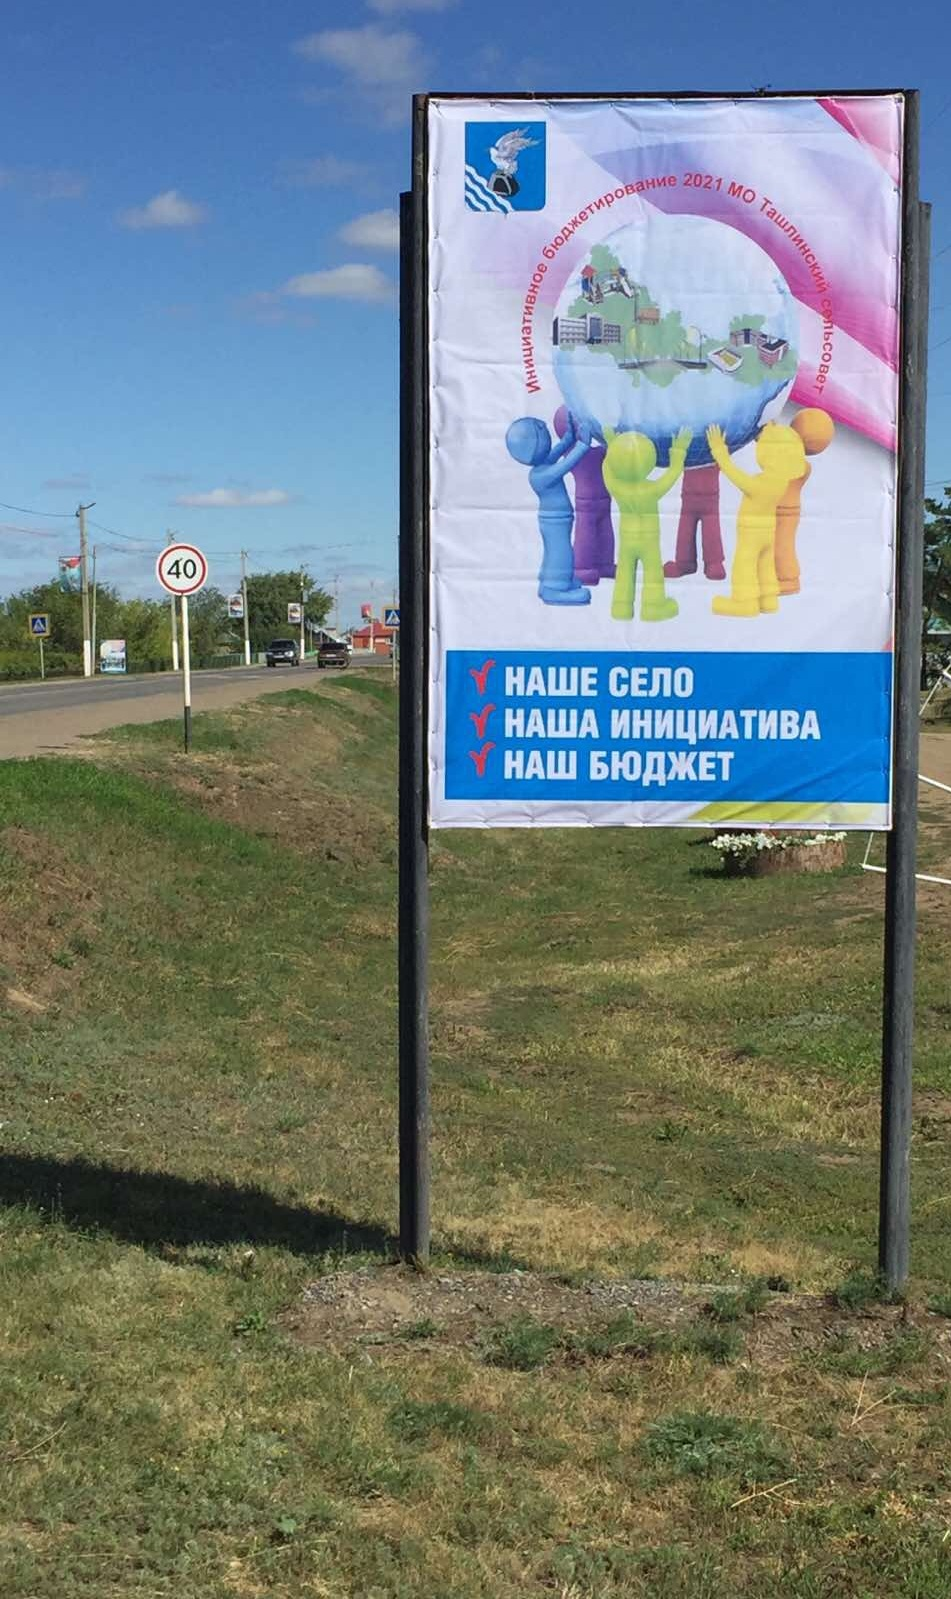 Инициативное бюджетирование 2021 МО Ташлинский сельсовет
40
НАШЕ СЕЛО
НАША ИНИЦИАТИВА
НАШ БЮДЖЕТ